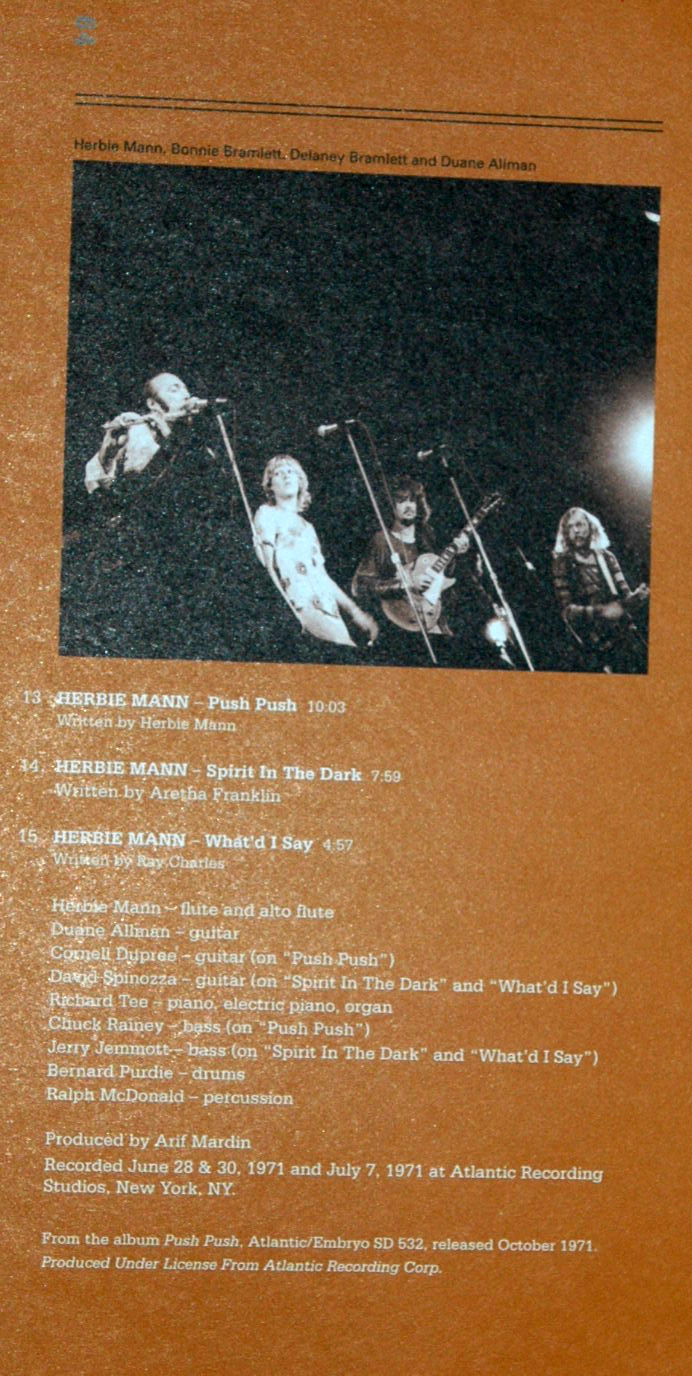 Herbie Mann, Bonnie Bramlett, Delaney Bramlett and Duane Allman
13 HERBIE MANN – Push Push 10:03
Written by Herbie Mann
14. HERBIE MANN – Spirit In The Dark 7:59
Written by Aretha Franklin
15. HERBIE MANN – What'd I Say 4:57
Written by Ray Charles
Herbie Mann – flute and alto flute
Duane Allman – guitar
Cornell Dupree – guitar (on "Push Push")
David Spinozza – guitar (on "Spirit In The Dark" and "What'd I Say")
Richard Tee – piano, electric piano, organ
Chuck Rainey – bass (on "Push Push")
Jerry Jemmott – bass (on "Spirit In The Dark" and "What'd I Say")
Bernard Purdie – drums
Ralph McDonald – percussion
Produced by Arif Mardin
Recorded June 28 & 30, 1971 and July 7, 1971 at Atlantic Recording
Studios, New York, NY.
From the album Push Push, Atlantic/Embryo SD 532, released October 1971.
Produced Under License From Atlantic Recording Corp.